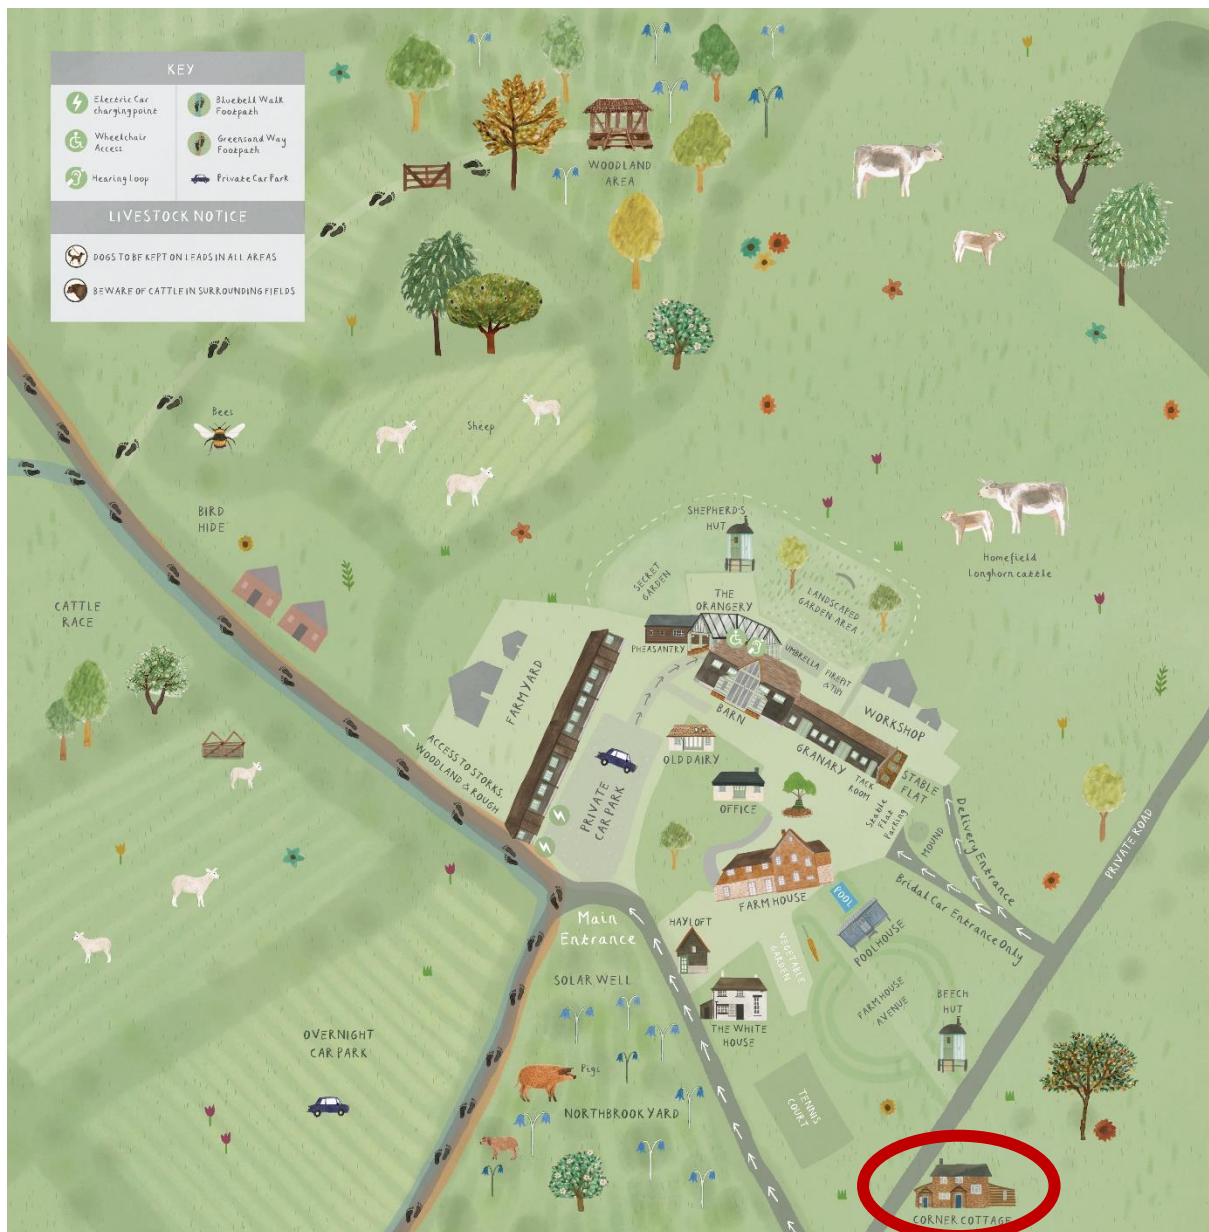 KEY
Electric Car
charging point
Bluebell Walk
Footpath
Wheelchair
Access
Greensand Way
Footpath
Hearing Loop
Private Car Park
LIVESTOCK NOTICE
DOGS TO BE KEPT ON LEADS IN ALL AREAS
BEWARE OF CATTLE IN SURROUNDING FIELDS
WOODLAND
AREA
Bees
Sheep
BIRD
HIDE
SHEPHERD'S
HUT
Homefield
Longhorn cattle
SECRET
GARDEN
THE
ORANGERY
LANDSCAPED
GARDEN AREA
CATTLE
RACE
PHEASANTRY
UMBRELLA
FIREPIT
& TIPI
FARMYARD
BARN
WORKSHOP
ACCESS TO STORKS,
WOODLAND & ROUGH
OLD DAIRY
GRANARY
TACK
ROOM
STABLE
FLAT
PRIVATE
CAR PARK
OFFICE
Stable
Flat
Parking
MOUND
Delivery Entrance
PRIVATE ROAD
Bridal Car Entrance Only
FARM HOUSE
POOL
POOLHOUSE
Main
Entrance
HAYLOFT
VEGETABLE
GARDEN
SOLAR WELL
FARM HOUSE
AVENUE
BEECH
HUT
THE WHITE
HOUSE
OVERNIGHT
CAR PARK
Pigs
NORTHBROOK YARD
TENNIS
COURT
CORNER COTTAGE